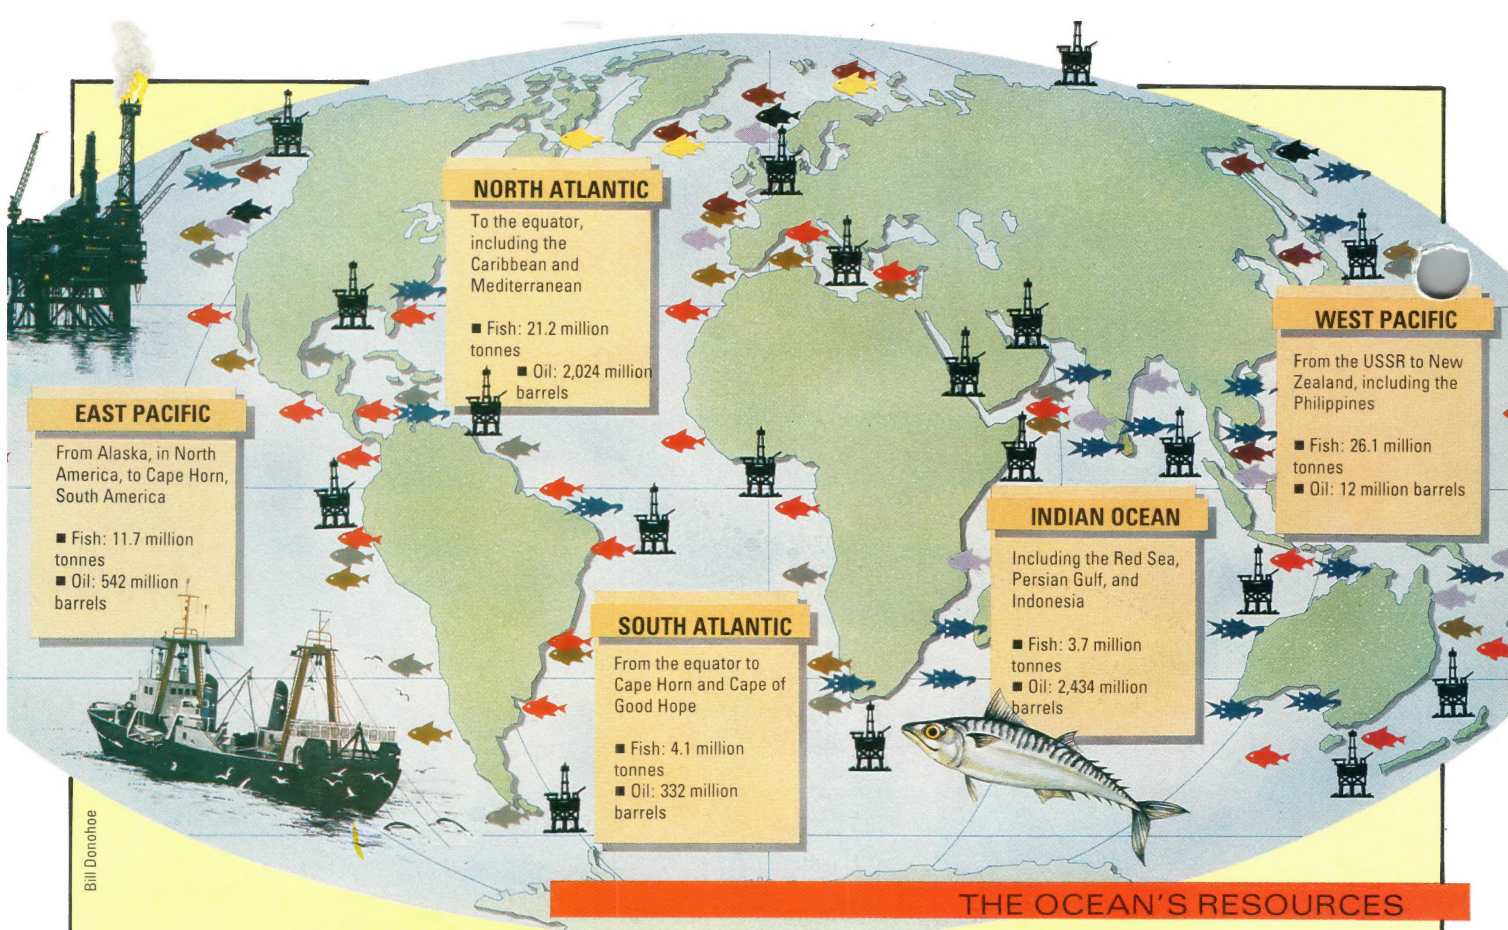 NORTH ATLANTIC
To the equator,
including the
Caribbean and
Mediterranean
■ Fish: 21.2 million
tonnes
■ Oil: 2,024 million
barrels
WEST PACIFIC
From the USSR to New
Zealand, including the
Philippines
■ Fish: 26.1 million
tonnes
■ Oil: 12 million barrels
EAST PACIFIC
From Alaska, in North
America, to Cape Horn,
South America
■ Fish: 11.7 million
tonnes
■ Oil: 542 million
barrels
INDIAN OCEAN
Including the Red Sea,
Persian Gulf, and
Indonesia
■ Fish: 3.7 million
tonnes
■ Oil: 2,434 million
barrels
SOUTH ATLANTIC
From the equator to
Cape Horn and Cape of
Good Hope
■ Fish: 4.1 million
tonnes
■ Oil: 332 million
barrels
Bill Donohoe
THE OCEAN'S RESOURCES